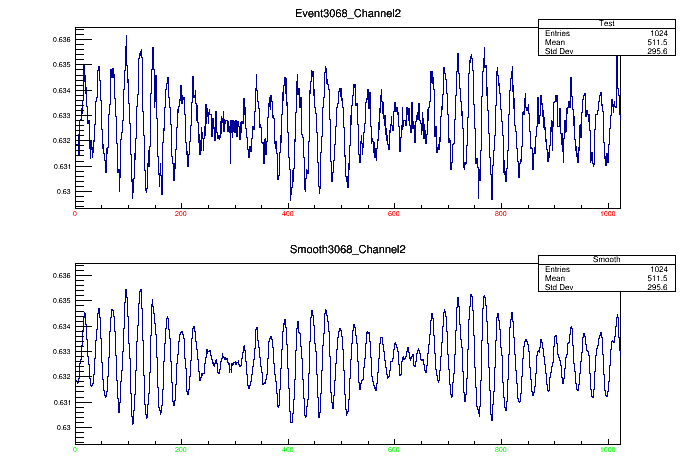 Event3068_Channel2
Test
Entries 1024
Mean 511.5
Std Dev 295.6
0.636
0.635
0.634
0.633
0.632
0.631
0.63
0 200 400 600 800 1000
Smooth3068_Channel2
Smooth
Entries 1024
Mean 511.5
Std Dev 295.6
0.636
0.635
0.634
0.633
0.632
0.631
0.63
0 200 400 600 800 1000